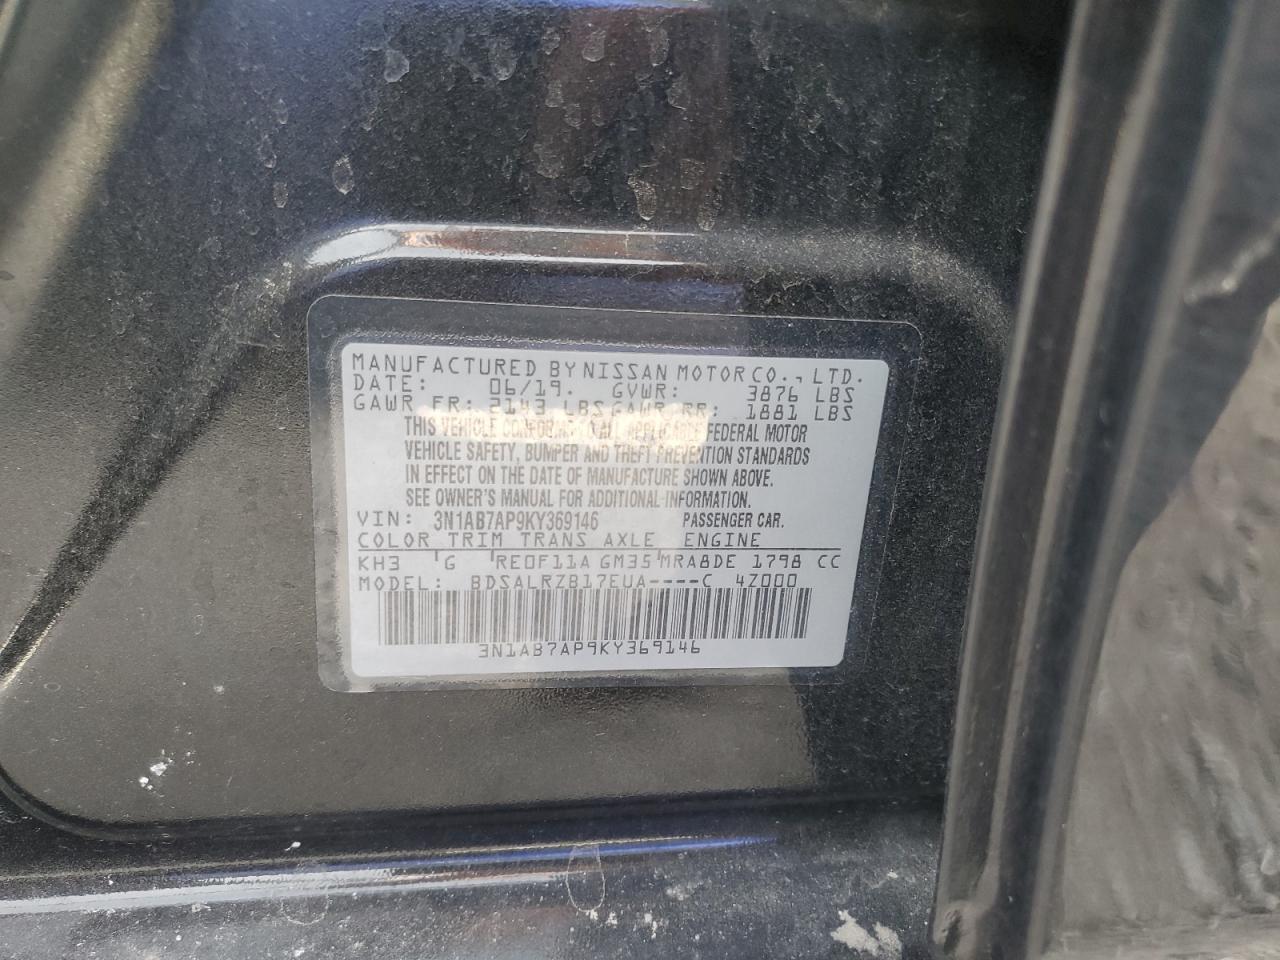 MANUFACTURED BY NISSAN MOTOR CO., LTD.
DATE: 06/19. GVWR: 3876 LBS
GAWR FR: 2143 LBS GAWR RR: 1881 LBS
THIS VEHICLE CONFORMS TO ALL APPLICABLE FEDERAL MOTOR
VEHICLE SAFETY, BUMPER AND THEFT PREVENTION STANDARDS
IN EFFECT ON THE DATE OF MANUFACTURE SHOWN ABOVE.
SEE OWNER'S MANUAL FOR ADDITIONAL INFORMATION.
VIN: 3N1AB7AP9KY369146 PASSENGER CAR.
COLOR TRIM TRANS AXLE ENGINE
KH3 G RE0F11A GM35 MRA8DE 1798 CC
MODEL: BDSALRZB17EUA----C 4Z000
3N1AB7AP9KY369146